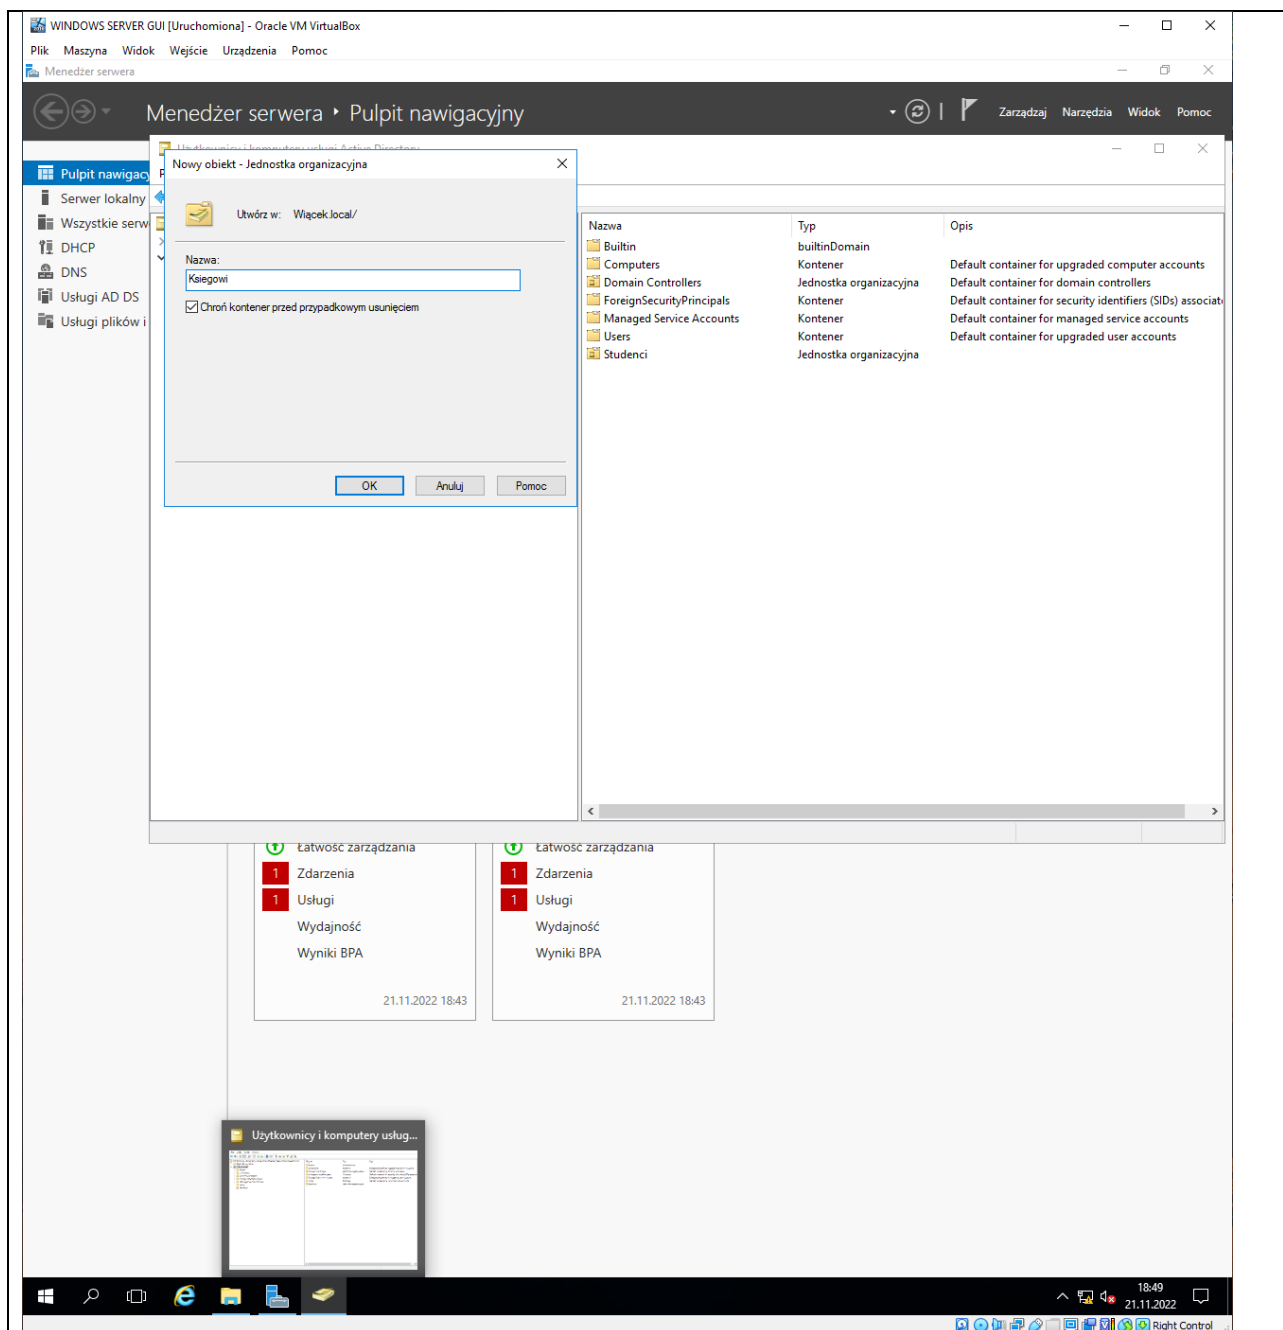 WINDOWS SERVER GUI [Uruchomiona] - Oracle VM VirtualBox
Plik Maszyna Widok Wejście Urządzenia Pomoc
Menedżer serwera
Menedżer serwera ‣ Pulpit nawigacyjny
Zarządzaj Narzędzia Widok Pomoc
Użytkownicy i komputery usługi Active Directory
Nowy obiekt - Jednostka organizacyjna
Pulpit nawigacy
Serwer lokalny
Wszystkie serw
DHCP
DNS
Usługi AD DS
Usługi plików i
Utwórz w: Wiącek.local/
Nazwa:
Ksiegowi
Chroń kontener przed przypadkowym usunięciem
OK Anuluj Pomoc
Nazwa Typ Opis
Builtin builtinDomain
Computers Kontener Default container for upgraded computer accounts
Domain Controllers Jednostka organizacyjna Default container for domain controllers
ForeignSecurityPrincipals Kontener Default container for security identifiers (SIDs) associat
Managed Service Accounts Kontener Default container for managed service accounts
Users Kontener Default container for upgraded user accounts
Studenci Jednostka organizacyjna
Łatwość zarządzania
1 Zdarzenia
1 Usługi
Wydajność
Wyniki BPA
21.11.2022 18:43
Łatwość zarządzania
1 Zdarzenia
1 Usługi
Wydajność
Wyniki BPA
21.11.2022 18:43
Użytkownicy i komputery usług...
18:49
21.11.2022
Right Control